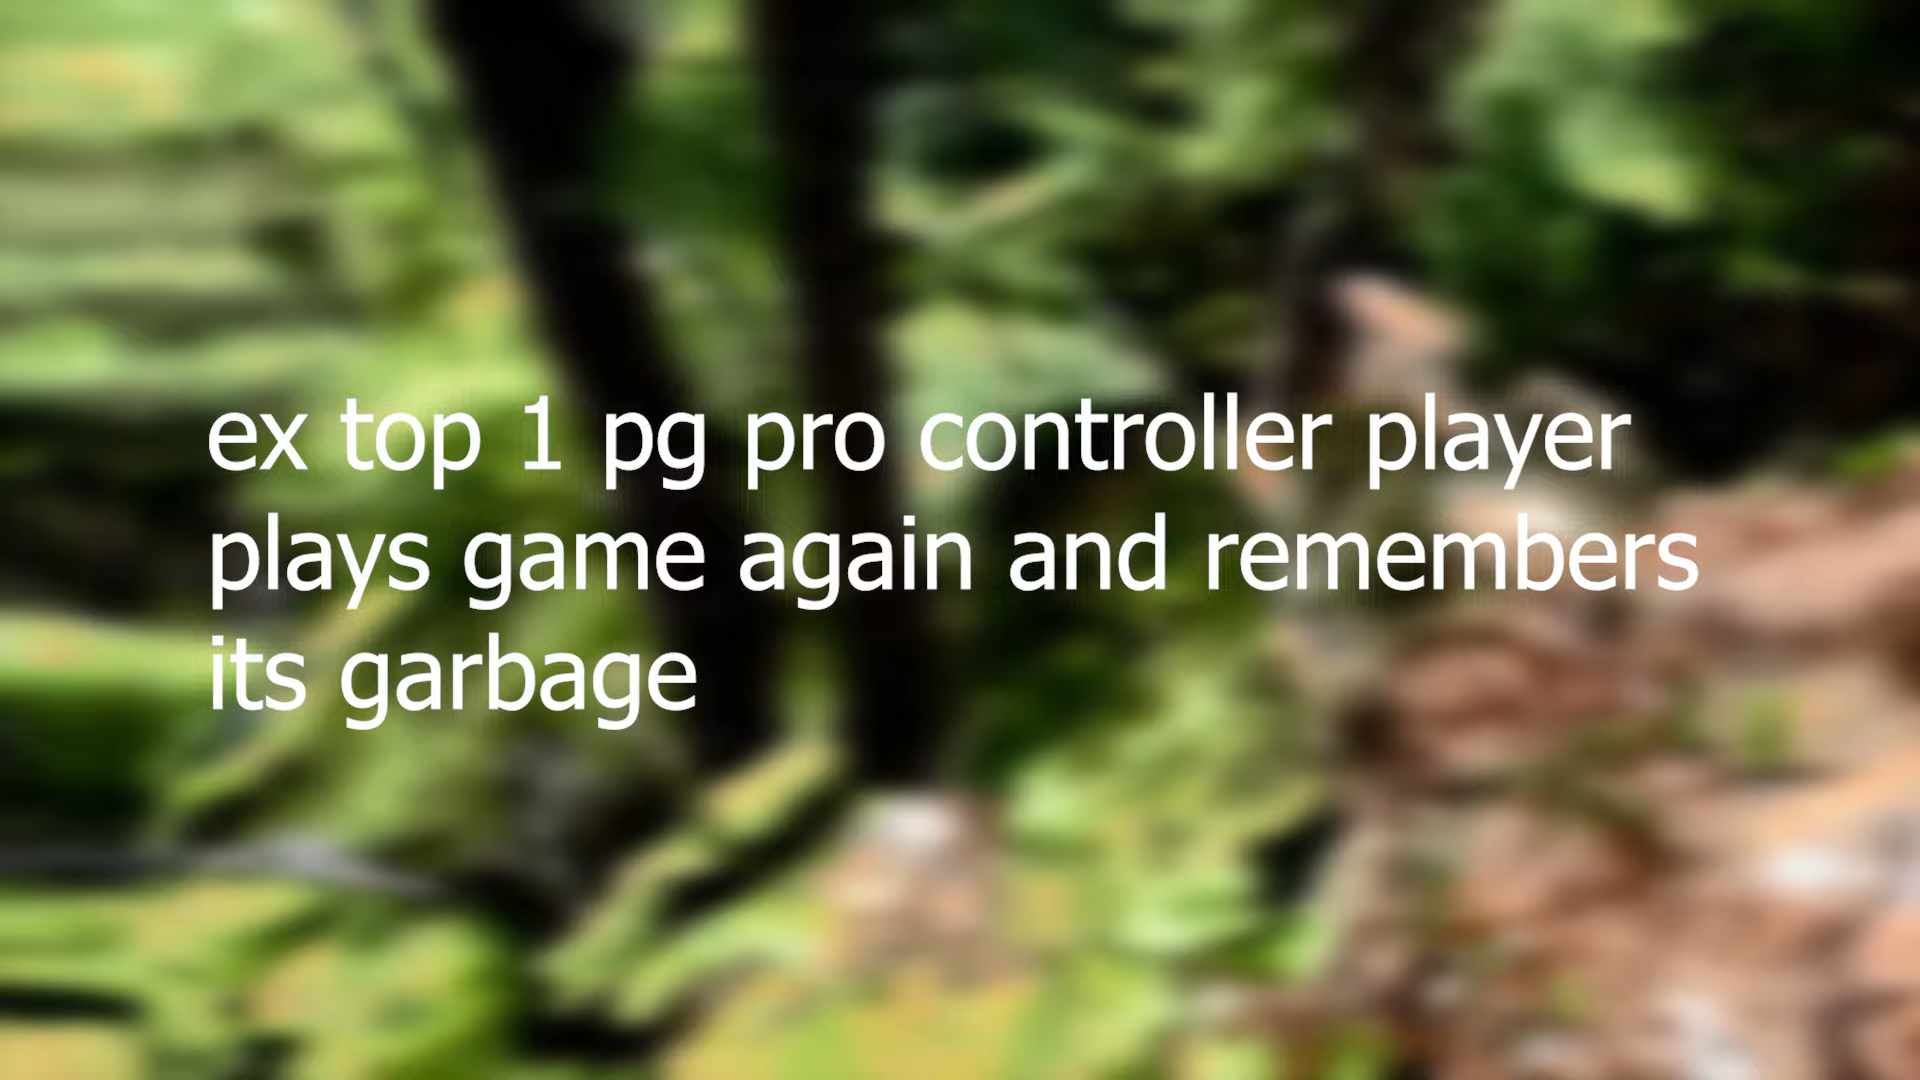 ex top 1 pg pro controller player
plays game again and remembers
its garbage